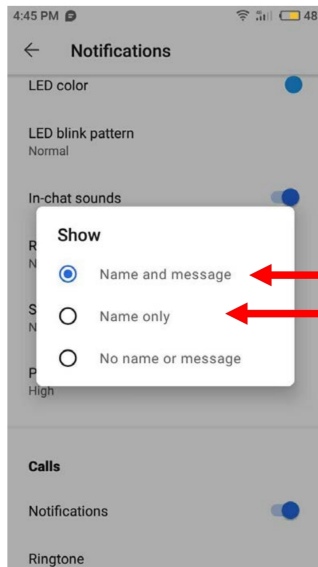 4:45 PM 48
Notifications
LED color
LED blink pattern
Normal
In-chat sounds
Show
R
N
Name and message
S
N
Name only
P
No name or message
High
Calls
Notifications
Ringtone